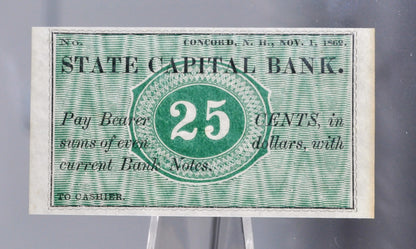 No. CONCORD, N. H., NOV. 1, 1862.
STATE CAPITAL BANK.
Pay Bearer 25 CENTS, in
sums of even dollars, with
current Bank Notes.
TO CASHIER.